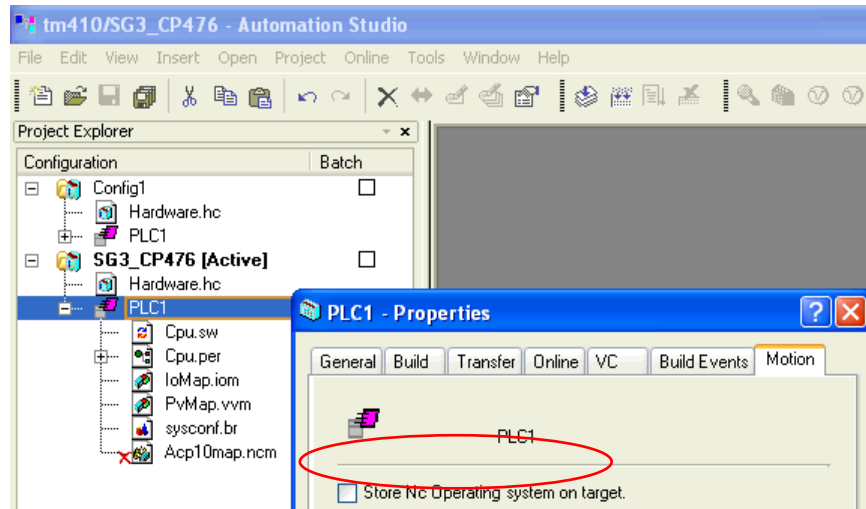 tm410/SG3_CP476 - Automation Studio
File Edit View Insert Open Project Online Tools Window Help
Project Explorer
Configuration Batch
Config1
Hardware.hc
PLC1
SG3_CP476 [Active]
Hardware.hc
PLC1
Cpu.sw
Cpu.per
IoMap.iom
PvMap.vvm
sysconf.br
Acp10map.ncm
PLC1 - Properties
General Build Transfer Online VC Build Events Motion
PLC1
Store Nc Operating system on target.